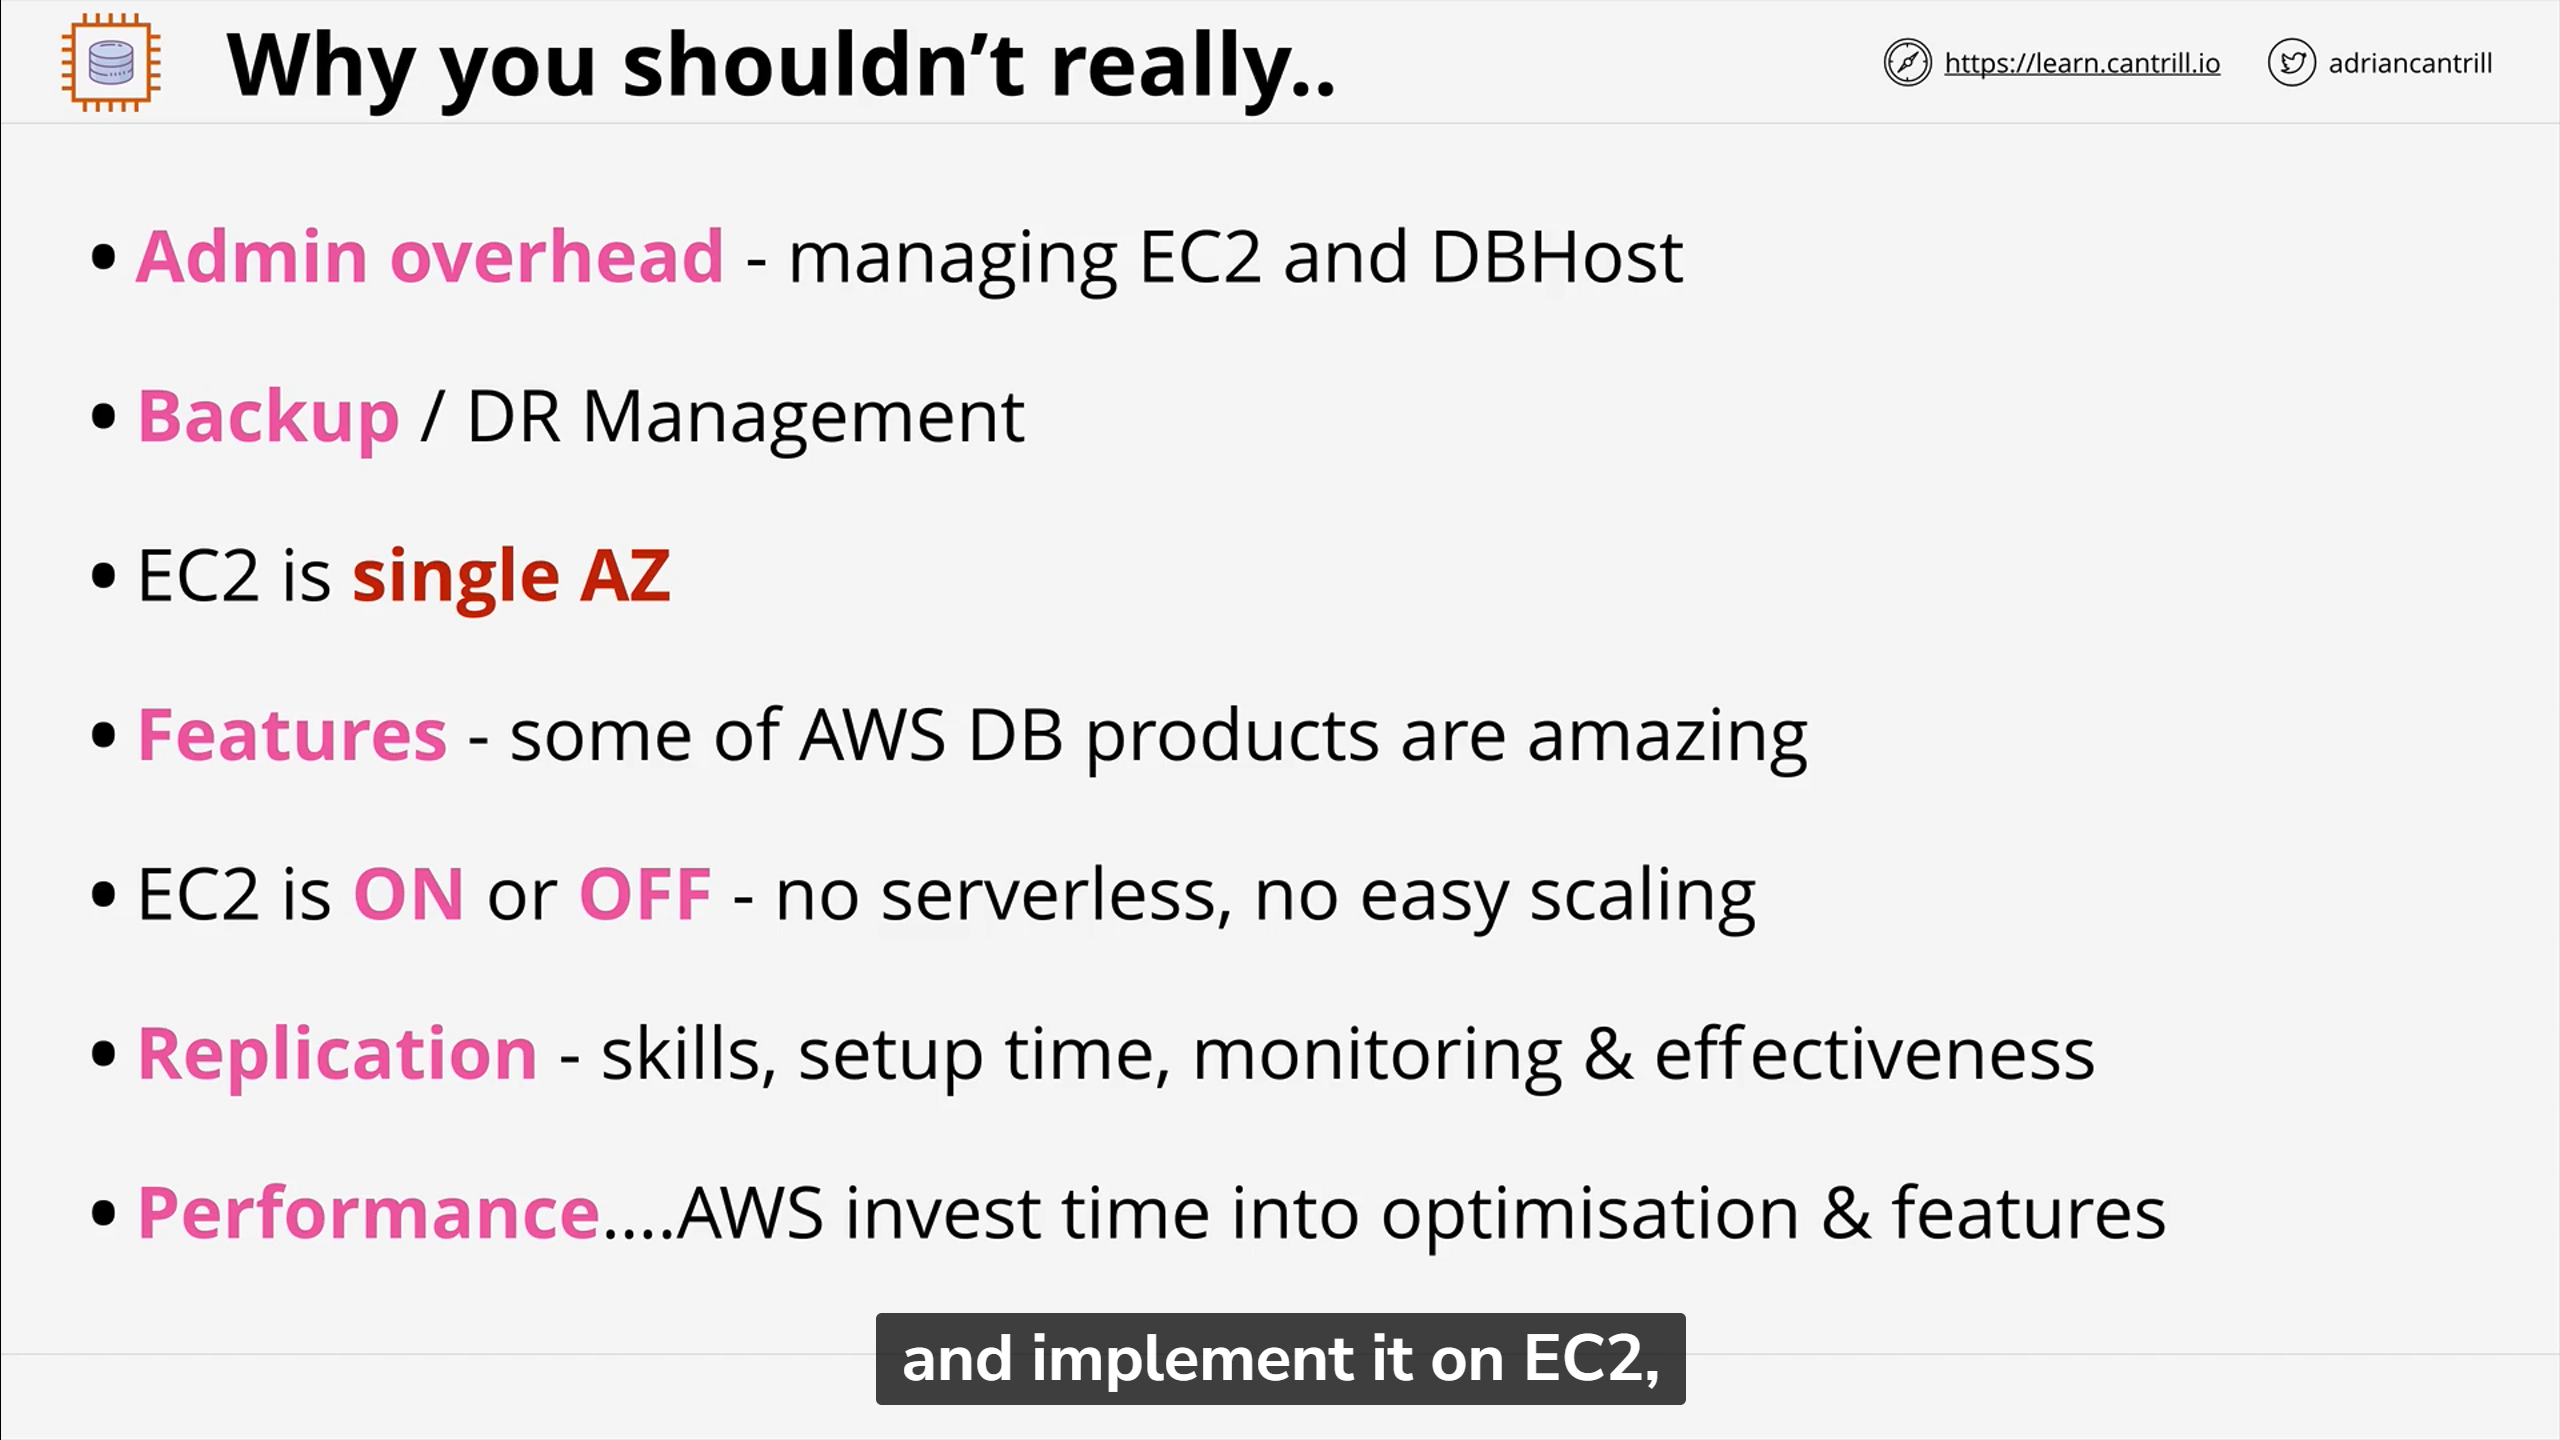 Why you shouldn't really..
https://learn.cantrill.io
adriancantrill
• Admin overhead - managing EC2 and DBHost
• Backup / DR Management
• EC2 is single AZ
• Features - some of AWS DB products are amazing
• EC2 is ON or OFF - no serverless, no easy scaling
• Replication - skills, setup time, monitoring & effectiveness
• Performance....AWS invest time into optimisation & features
and implement it on EC2,